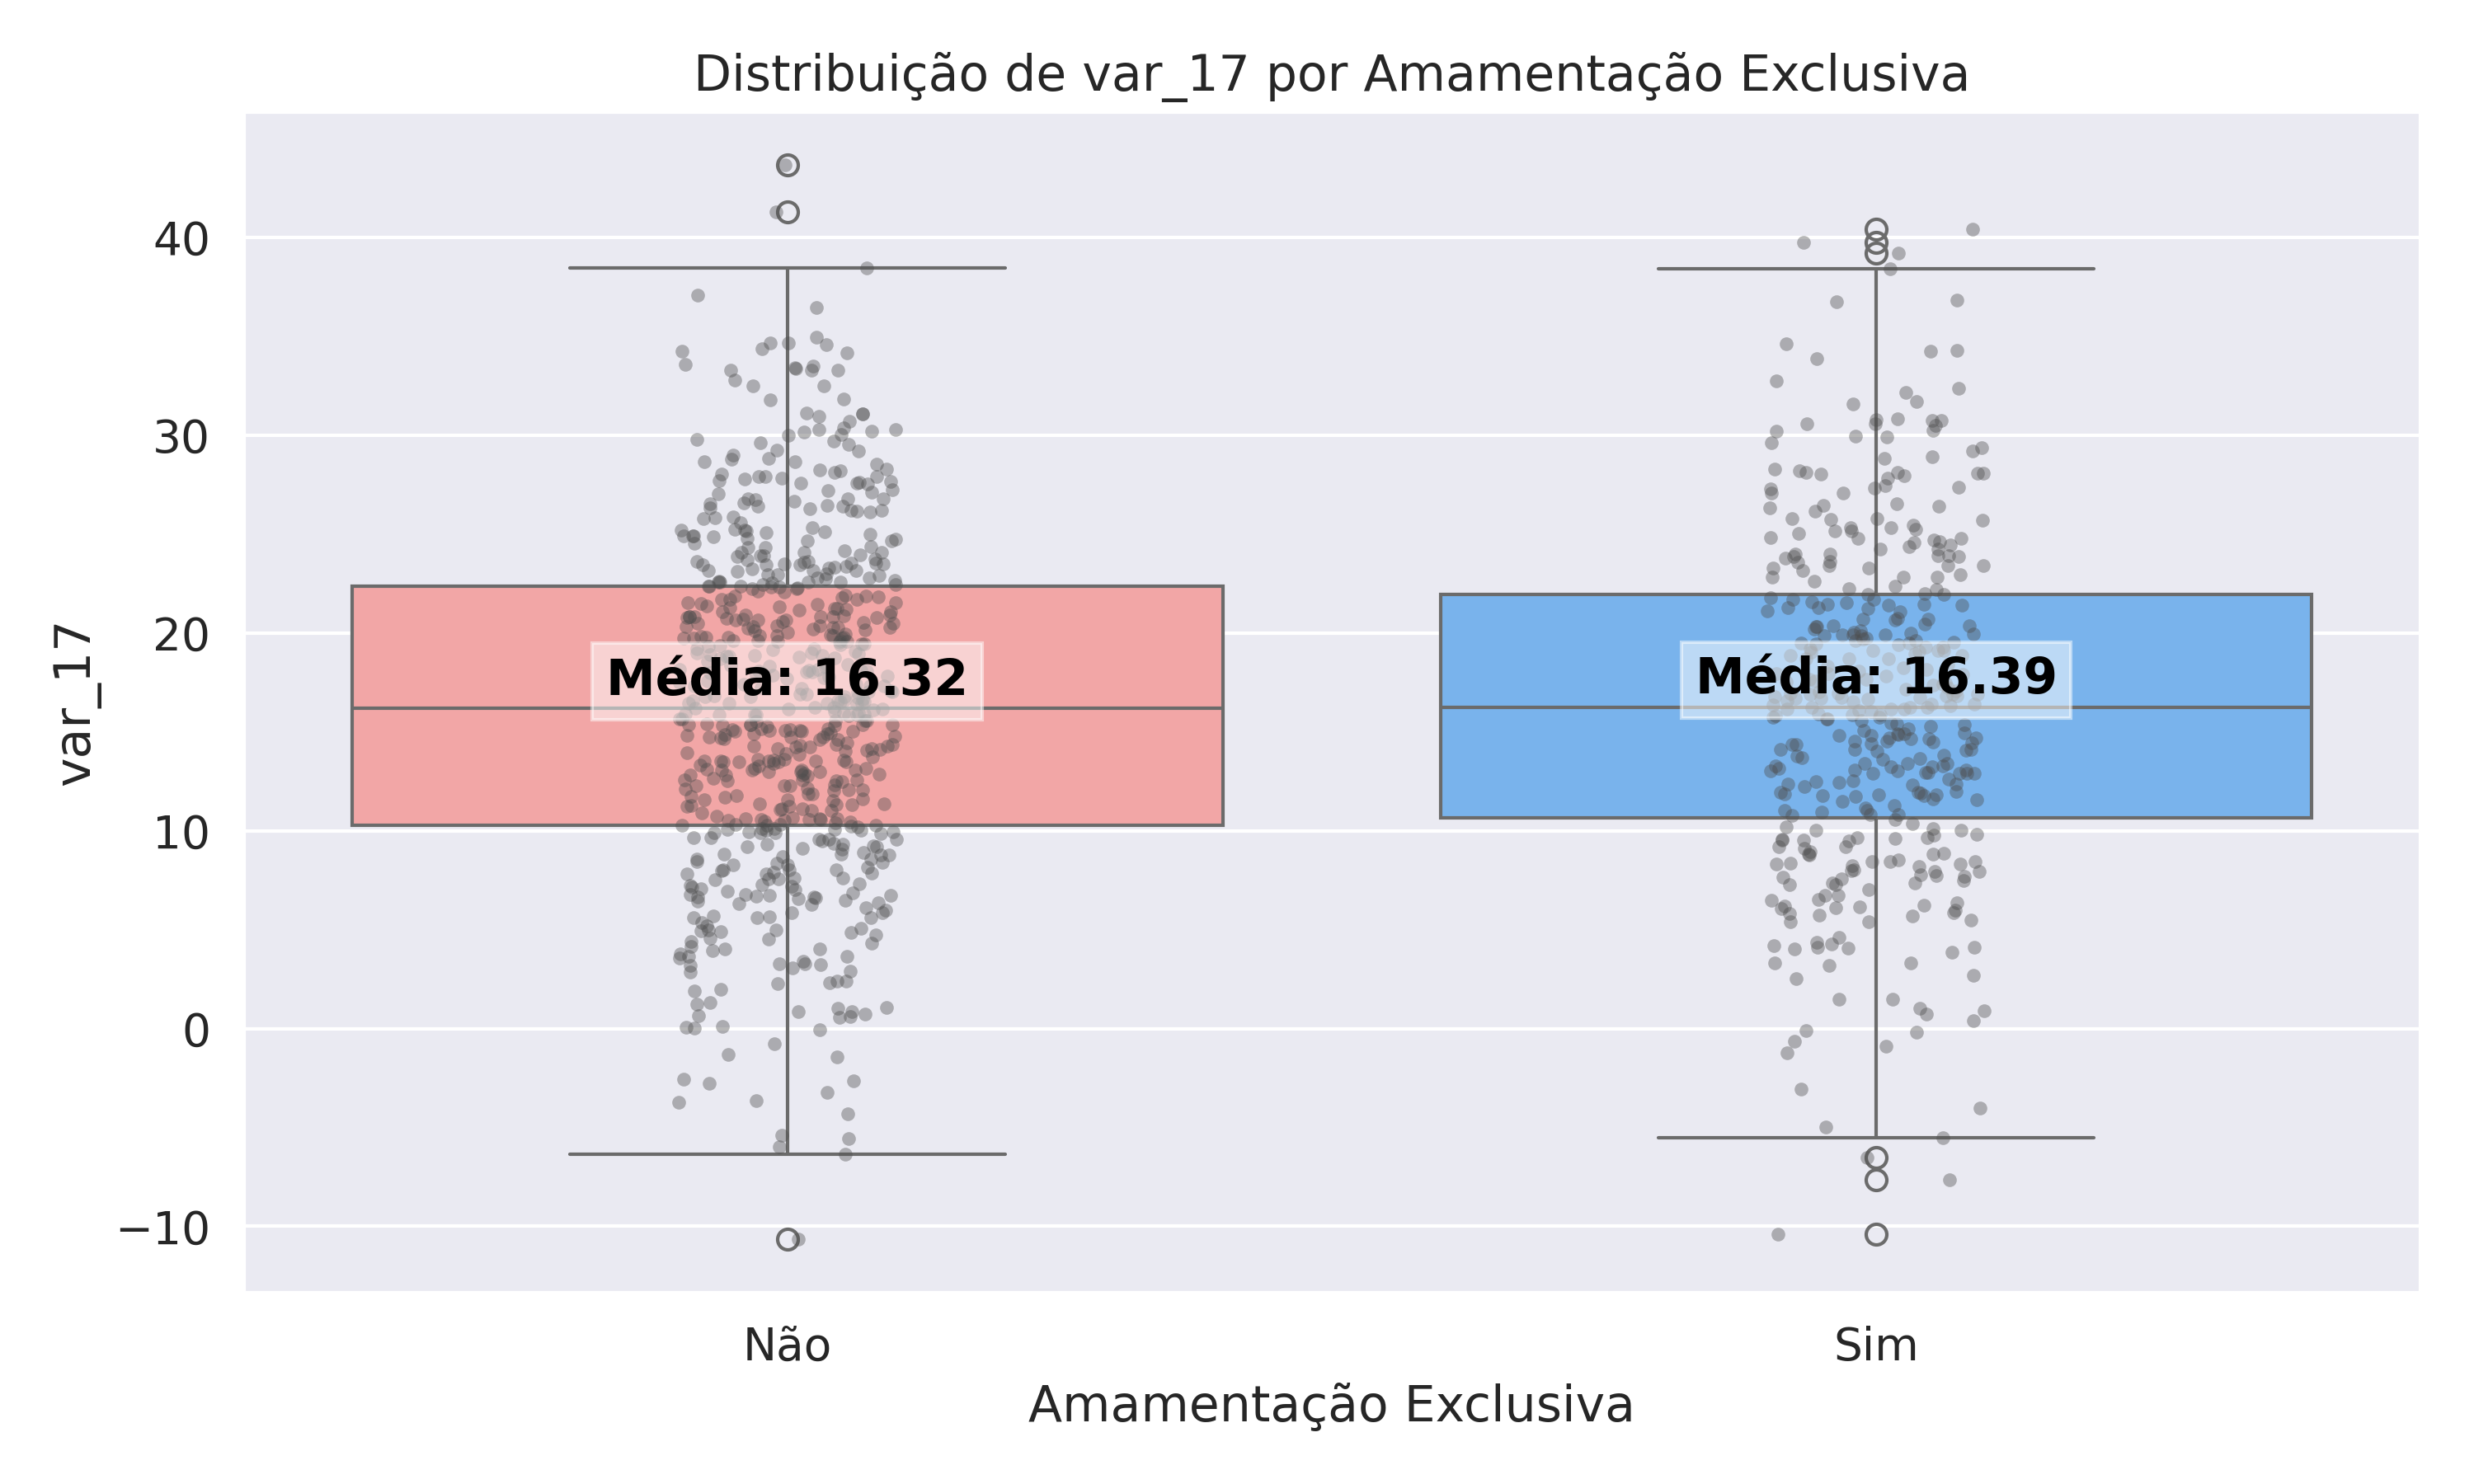 Distribuição de var_17 por Amamentação Exclusiva
var_17
40
30
20
10
0
−10
Média: 16.32
Média: 16.39
Não
Sim
Amamentação Exclusiva